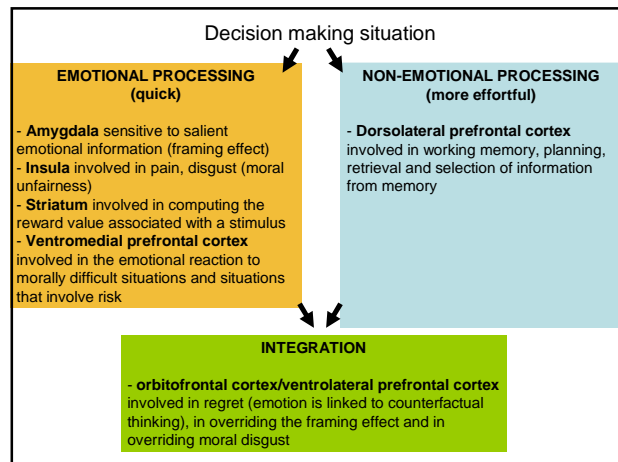 Decision making situation
EMOTIONAL PROCESSING
(quick)
- Amygdala sensitive to salient
emotional information (framing effect)
- Insula involved in pain, disgust (moral
unfairness)
- Striatum involved in computing the
reward value associated with a stimulus
- Ventromedial prefrontal cortex
involved in the emotional reaction to
morally difficult situations and situations
that involve risk
NON-EMOTIONAL PROCESSING
(more effortful)
- Dorsolateral prefrontal cortex
involved in working memory, planning,
retrieval and selection of information
from memory
INTEGRATION
- orbitofrontal cortex/ventrolateral prefrontal cortex
involved in regret (emotion is linked to counterfactual
thinking), in overriding the framing effect and in
overriding moral disgust